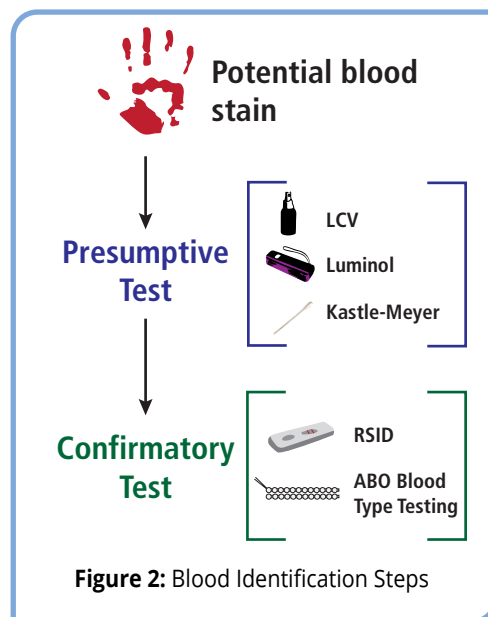 Potential blood
stain
Presumptive
Test
LCV
Luminol
Kastle-Meyer
Confirmatory
Test
RSID
ABO Blood
Type Testing
Figure 2: Blood Identification Steps